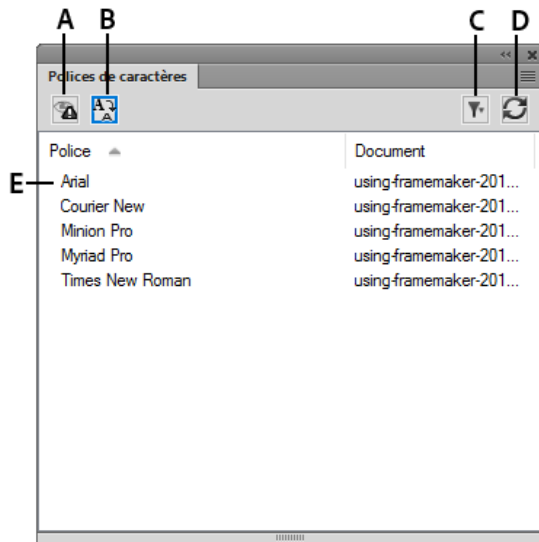 A B C D
Polices de caractères
Police Document
E Arial using-framemaker-201...
Courier New using-framemaker-201...
Minion Pro using-framemaker-201...
Myriad Pro using-framemaker-201...
Times New Roman using-framemaker-201...